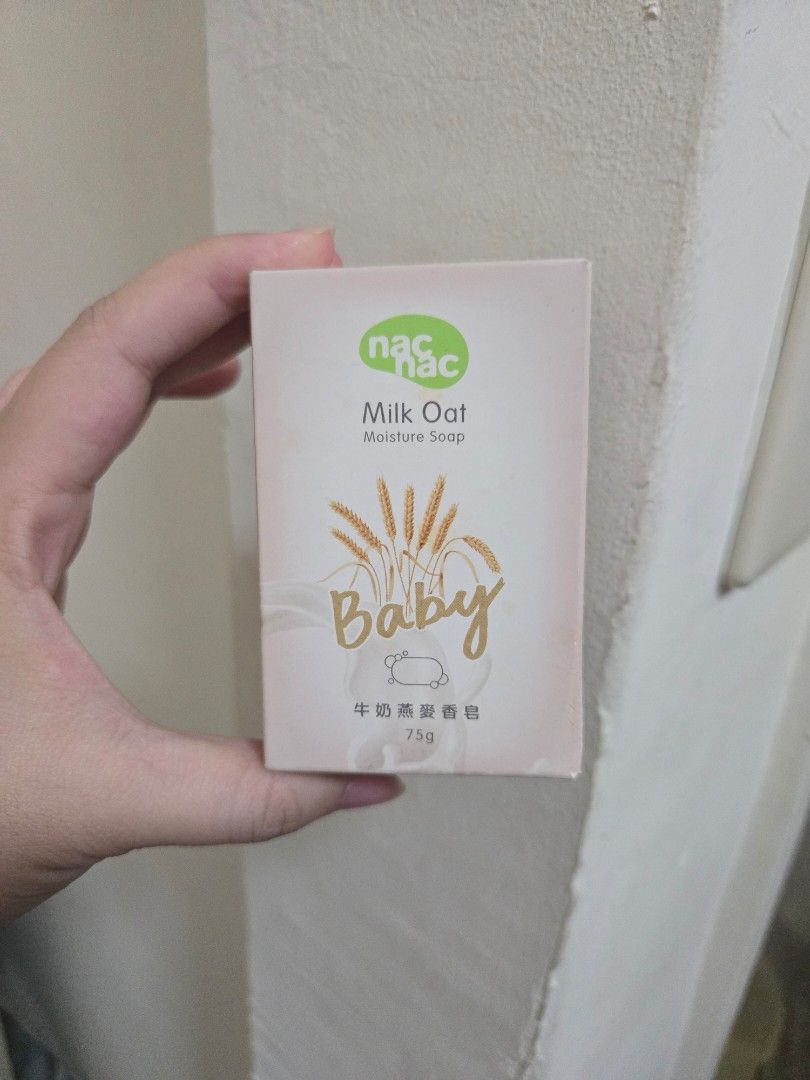 nac
nac
Milk Oat
Moisture Soap
Baby
牛奶燕麥香皂
75g